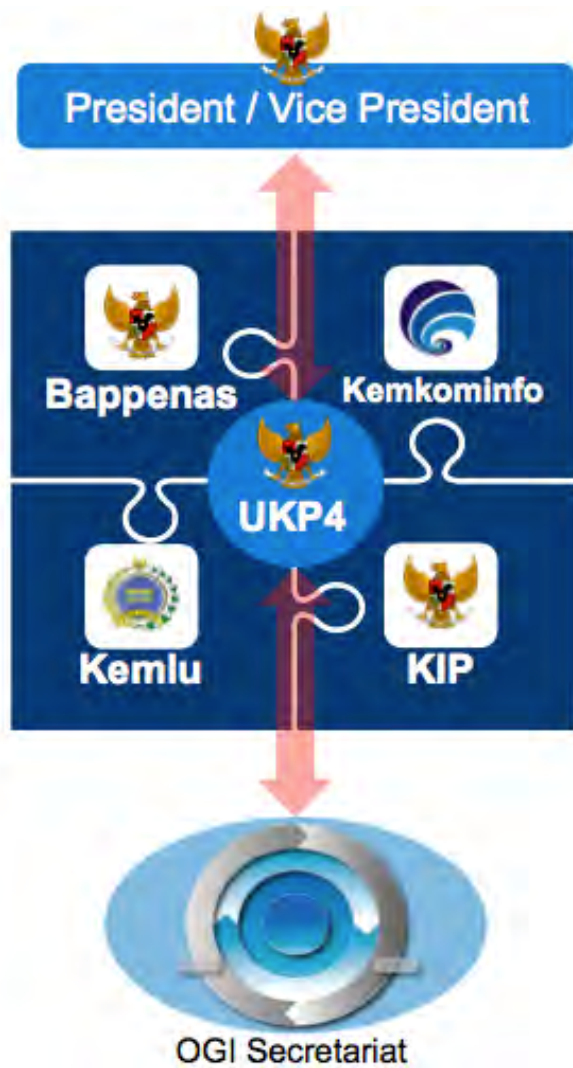 President / Vice President
Bappenas
Kemkominfo
UKP4
Kemlu
KIP
OGI Secretariat